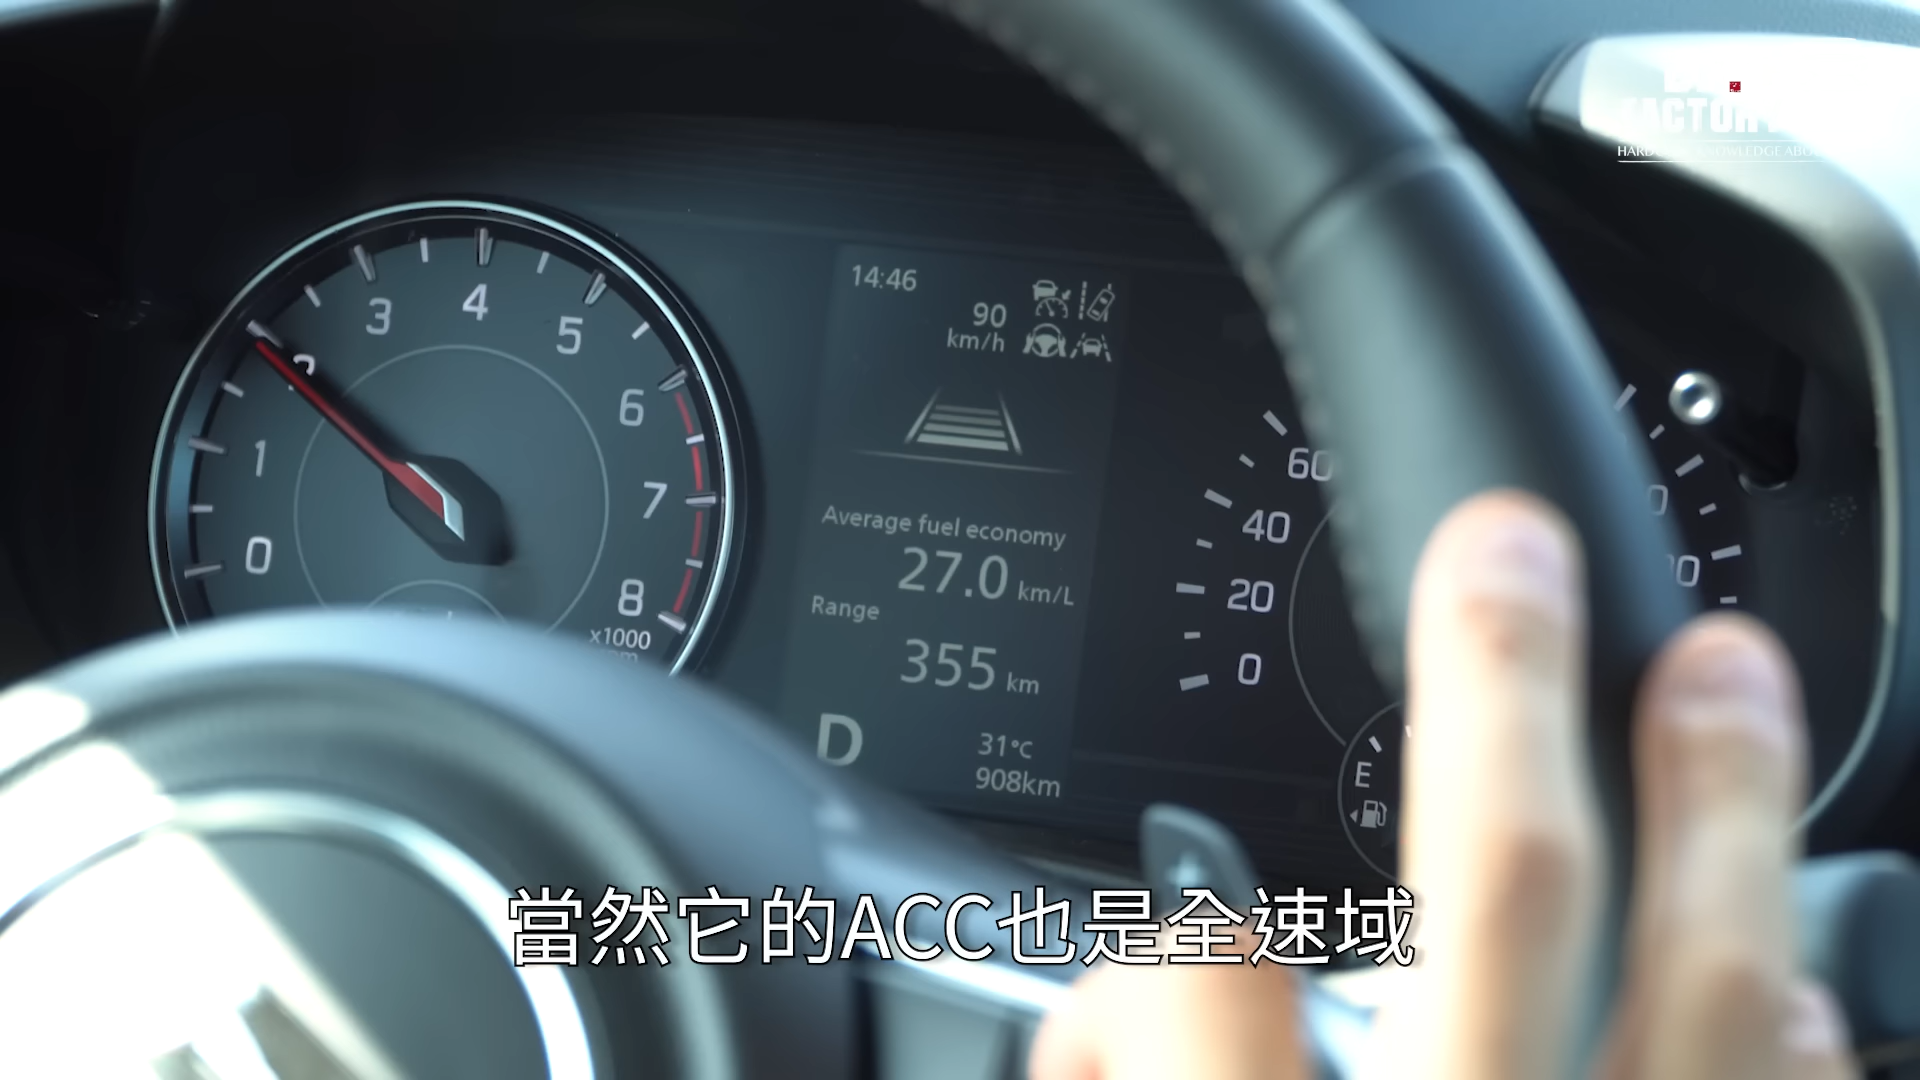 0
1
2
3
4
5
6
7
8
x1000
14:46
90
km/h
Average fuel economy
27.0 km/L
Range
355 km
D
31°C
908km
60
40
20
0
E
當然它的ACC也是全速域